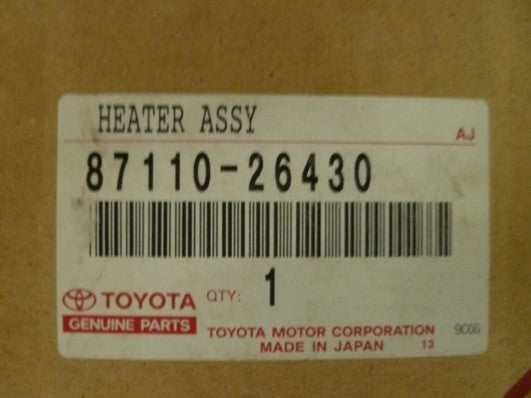 HEATER ASSY
AJ
87110-26430
TOYOTA QTY: 1
GENUINE PARTS
TOYOTA MOTOR CORPORATION 9C06
MADE IN JAPAN 13